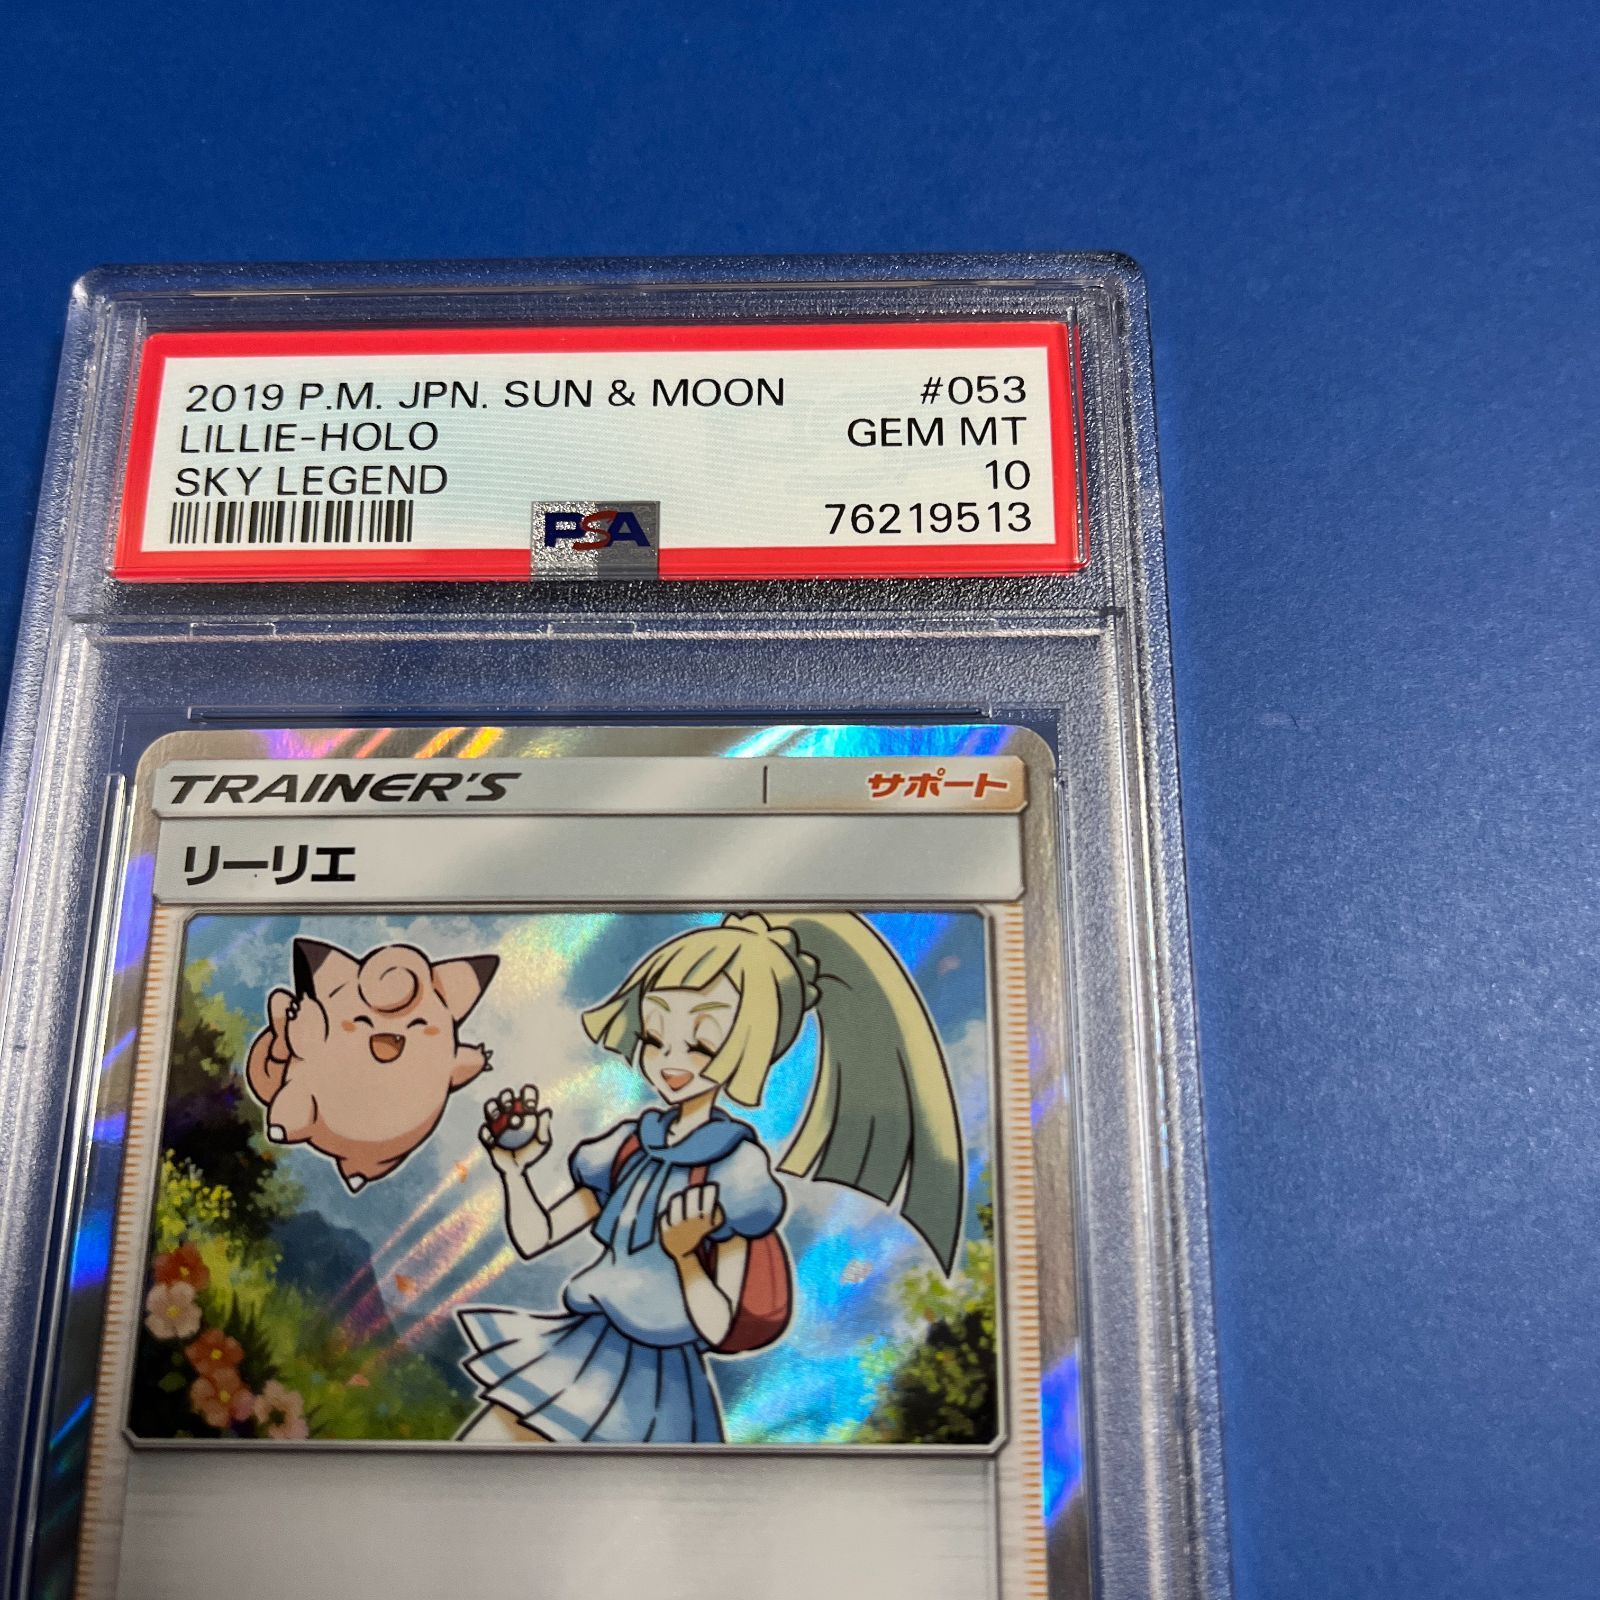 2019 P.M. JPN. SUN & MOON #053
LILLIE-HOLO GEM MT
SKY LEGEND 10
76219513
PSA
TRAINER'S サポート
リーリエ